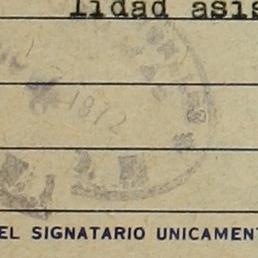 lidad asis
1872
EL SIGNATARIO UNICAMENT